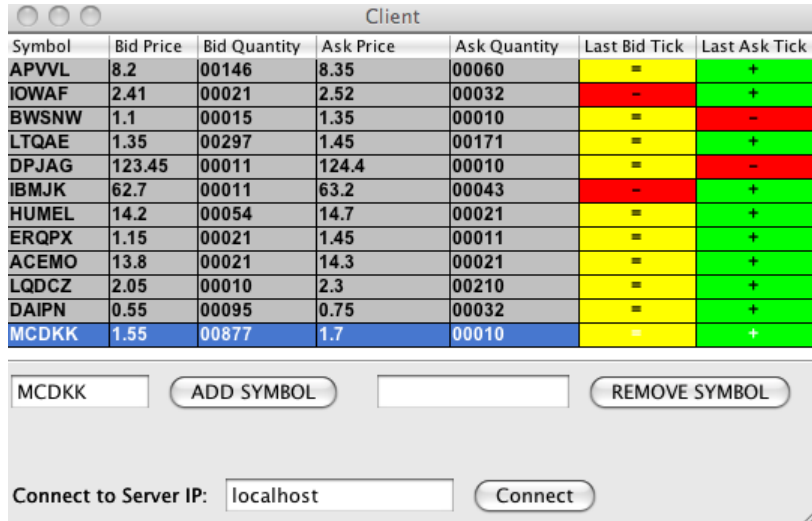 Client
Symbol Bid Price Bid Quantity Ask Price Ask Quantity Last Bid Tick Last Ask Tick
APVVL 8.2 00146 8.35 00060 = +
IOWAF 2.41 00021 2.52 00032 - +
BWSNW 1.1 00015 1.35 00010 = -
LTQAE 1.35 00297 1.45 00171 = +
DPJAG 123.45 00011 124.4 00010 = -
IBMJK 62.7 00011 63.2 00043 - +
HUMEL 14.2 00054 14.7 00021 = +
ERQPX 1.15 00021 1.45 00011 = +
ACEMO 13.8 00021 14.3 00021 = +
LQDCZ 2.05 00010 2.3 00210 = +
DAIPN 0.55 00095 0.75 00032 = +
MCDKK 1.55 00877 1.7 00010 = +
MCDKK ADD SYMBOL REMOVE SYMBOL
Connect to Server IP: localhost Connect